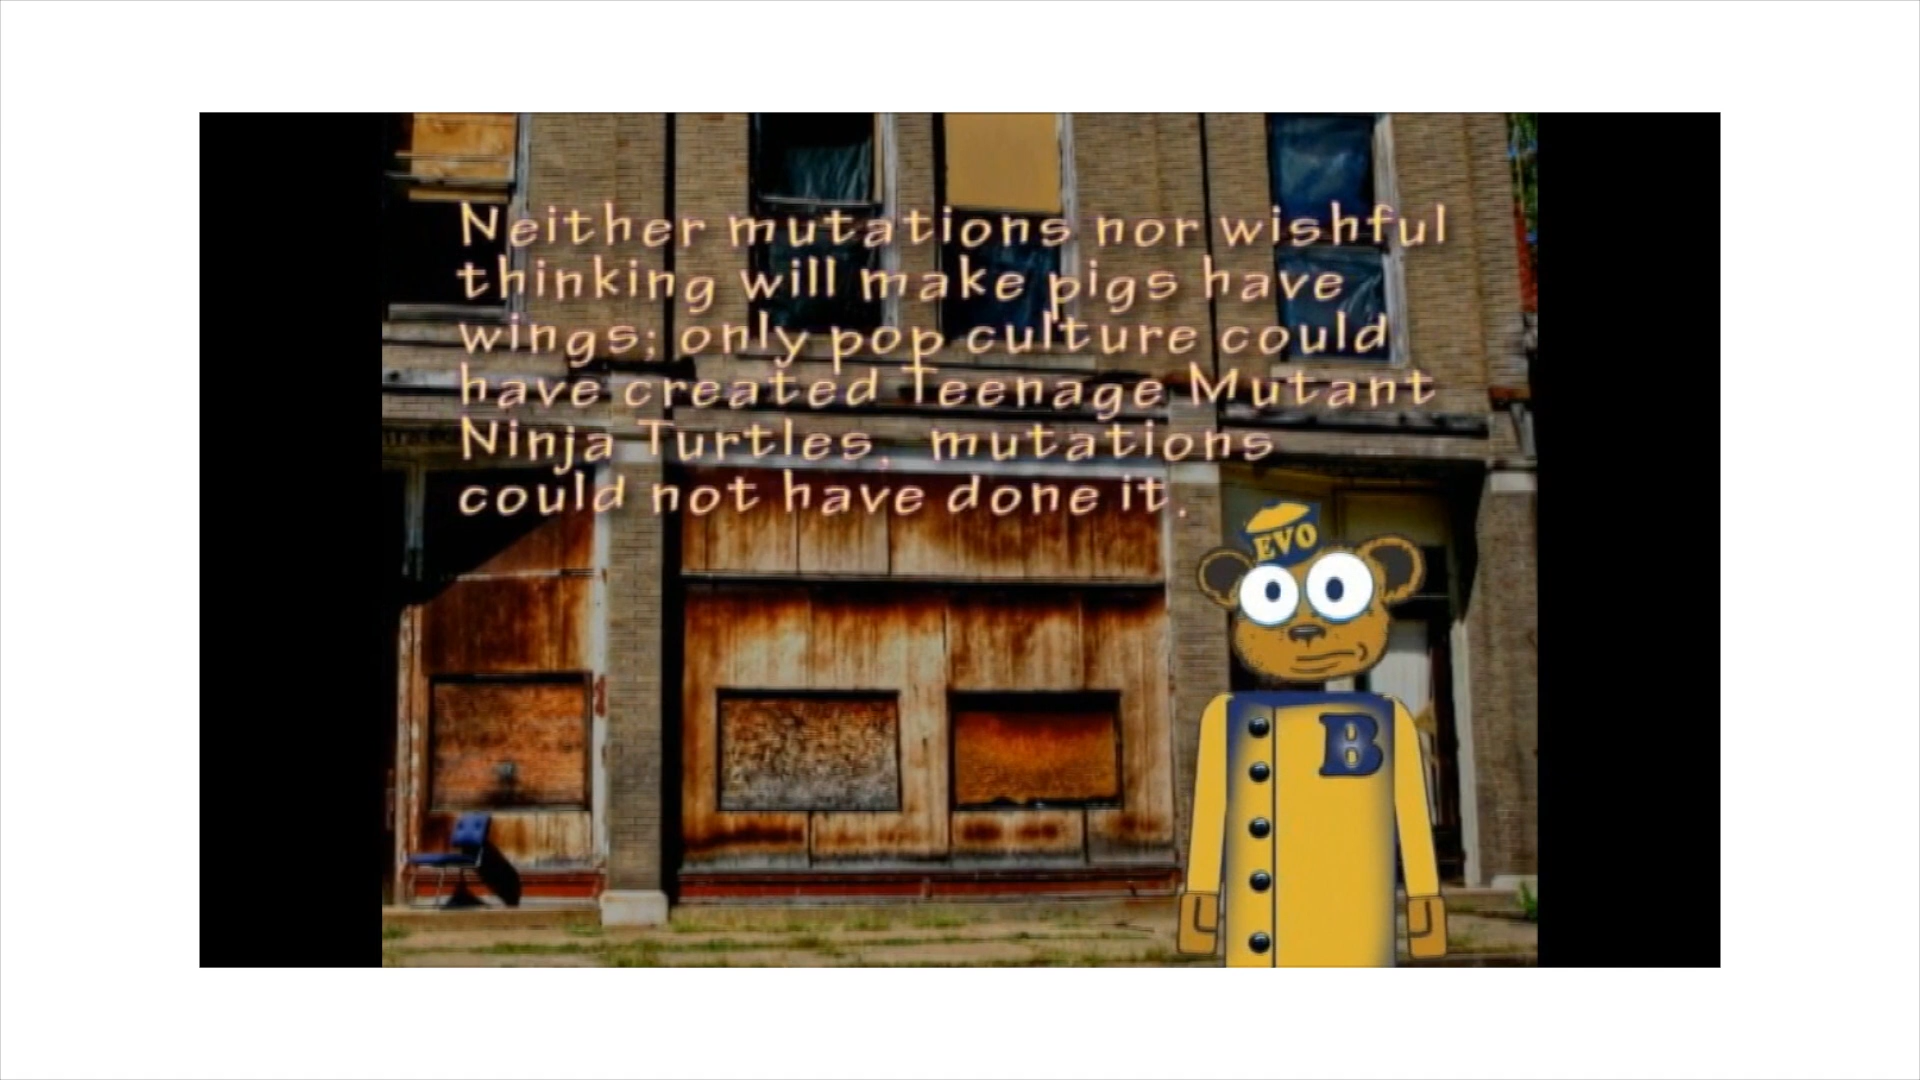 Neither mutations nor wishful
thinking will make pigs have
wings; only pop culture could
have created Teenage Mutant
Ninja Turtles, mutations
could not have done it.
EVO
B